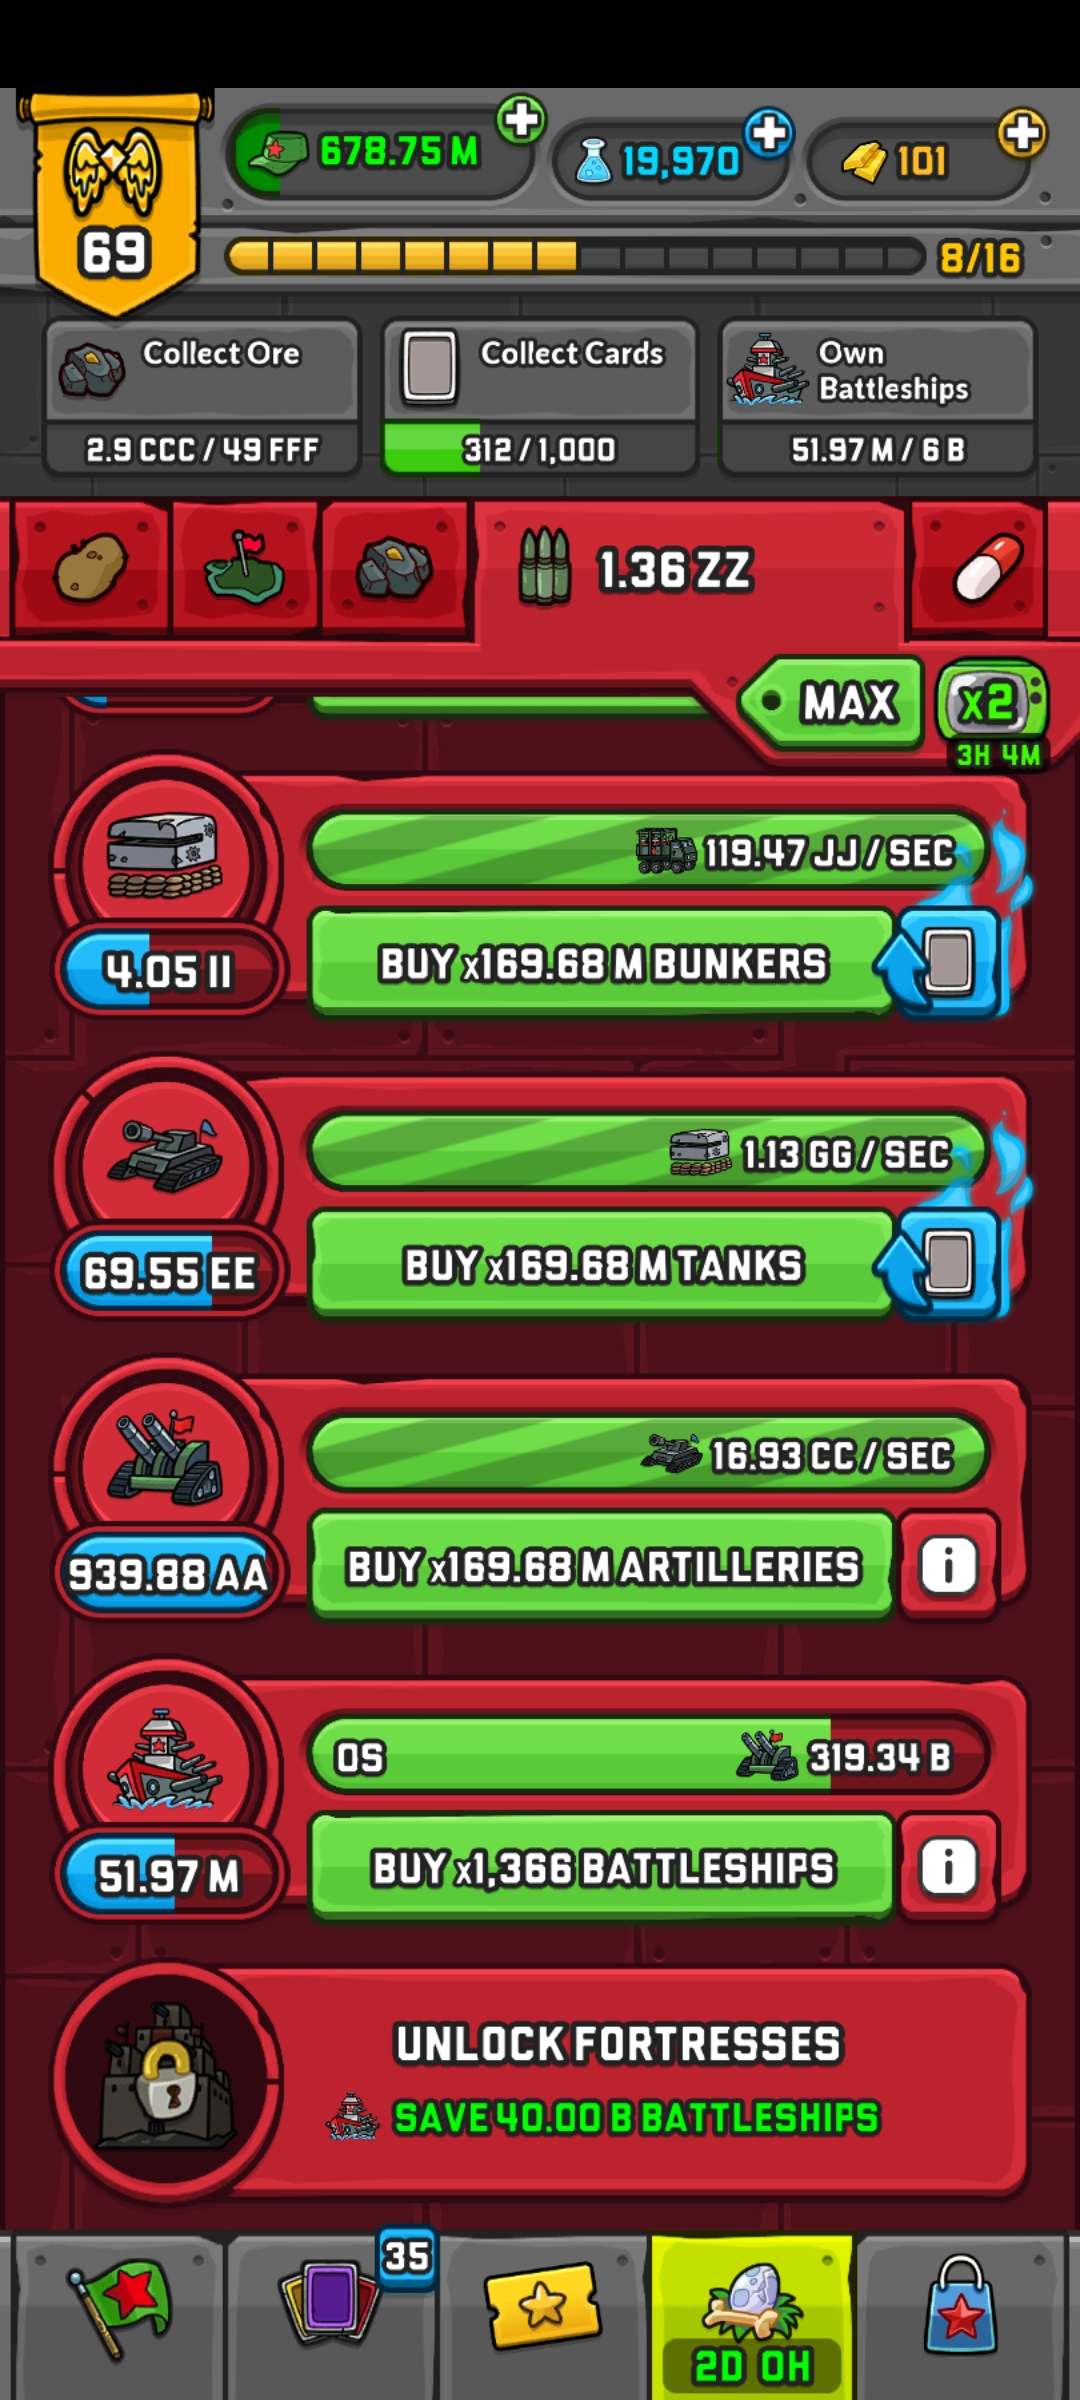 69
678.75 M
19,970
101
8/16
Collect Ore
2.9 CCC / 49 FFF
Collect Cards
312 / 1,000
Own
Battleships
51.97 M / 6 B
1.36 ZZ
MAX
x2
3H 4M
119.47 JJ / SEC
4.05 II
BUY x169.68 M BUNKERS
1.13 GG / SEC
69.55 EE
BUY x169.68 M TANKS
16.93 CC / SEC
939.88 AA
BUY x169.68 M ARTILLERIES
i
0S
319.34 B
51.97 M
BUY x1,366 BATTLESHIPS
i
UNLOCK FORTRESSES
SAVE 40.00 B BATTLESHIPS
35
2D 0H